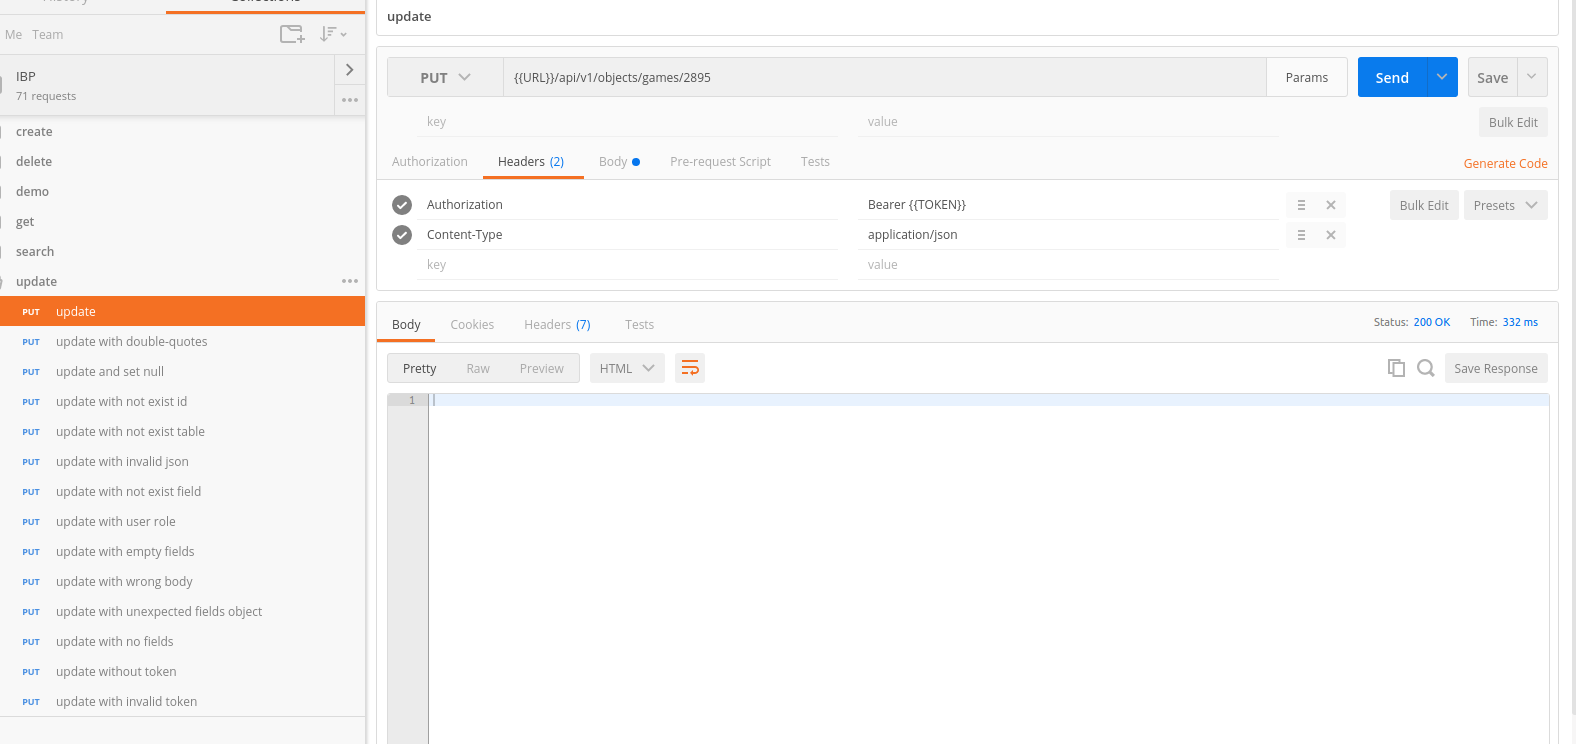 History Collections
Me Team
IBP
71 requests
create
delete
demo
get
search
update
PUT update
PUT update with double-quotes
PUT update and set null
PUT update with not exist id
PUT update with not exist table
PUT update with invalid json
PUT update with not exist field
PUT update with user role
PUT update with empty fields
PUT update with wrong body
PUT update with unexpected fields object
PUT update with no fields
PUT update without token
PUT update with invalid token
update
PUT {{URL}}/api/v1/objects/games/2895 Params Send Save
key value Bulk Edit
Authorization Headers (2) Body Pre-request Script Tests Generate Code
Authorization Bearer {{TOKEN}} Bulk Edit Presets
Content-Type application/json
key value
Body Cookies Headers (7) Tests Status: 200 OK Time: 332 ms
Pretty Raw Preview HTML Save Response
1